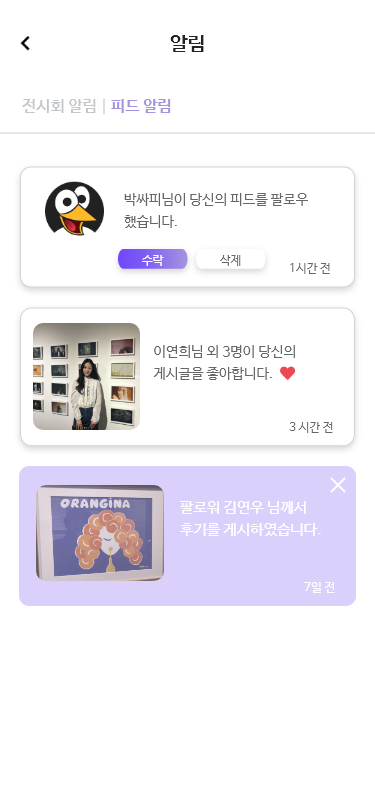 알림
전시회 알림 | 피드 알림
박싸피님이 당신의 피드를 팔로우
했습니다.
수락 삭제
1시간 전
이연희님 외 3명이 당신의
게시글을 좋아합니다.
3 시간 전
ORANGINA
팔로워 김연우 님께서
후기를 게시하였습니다.
7일 전